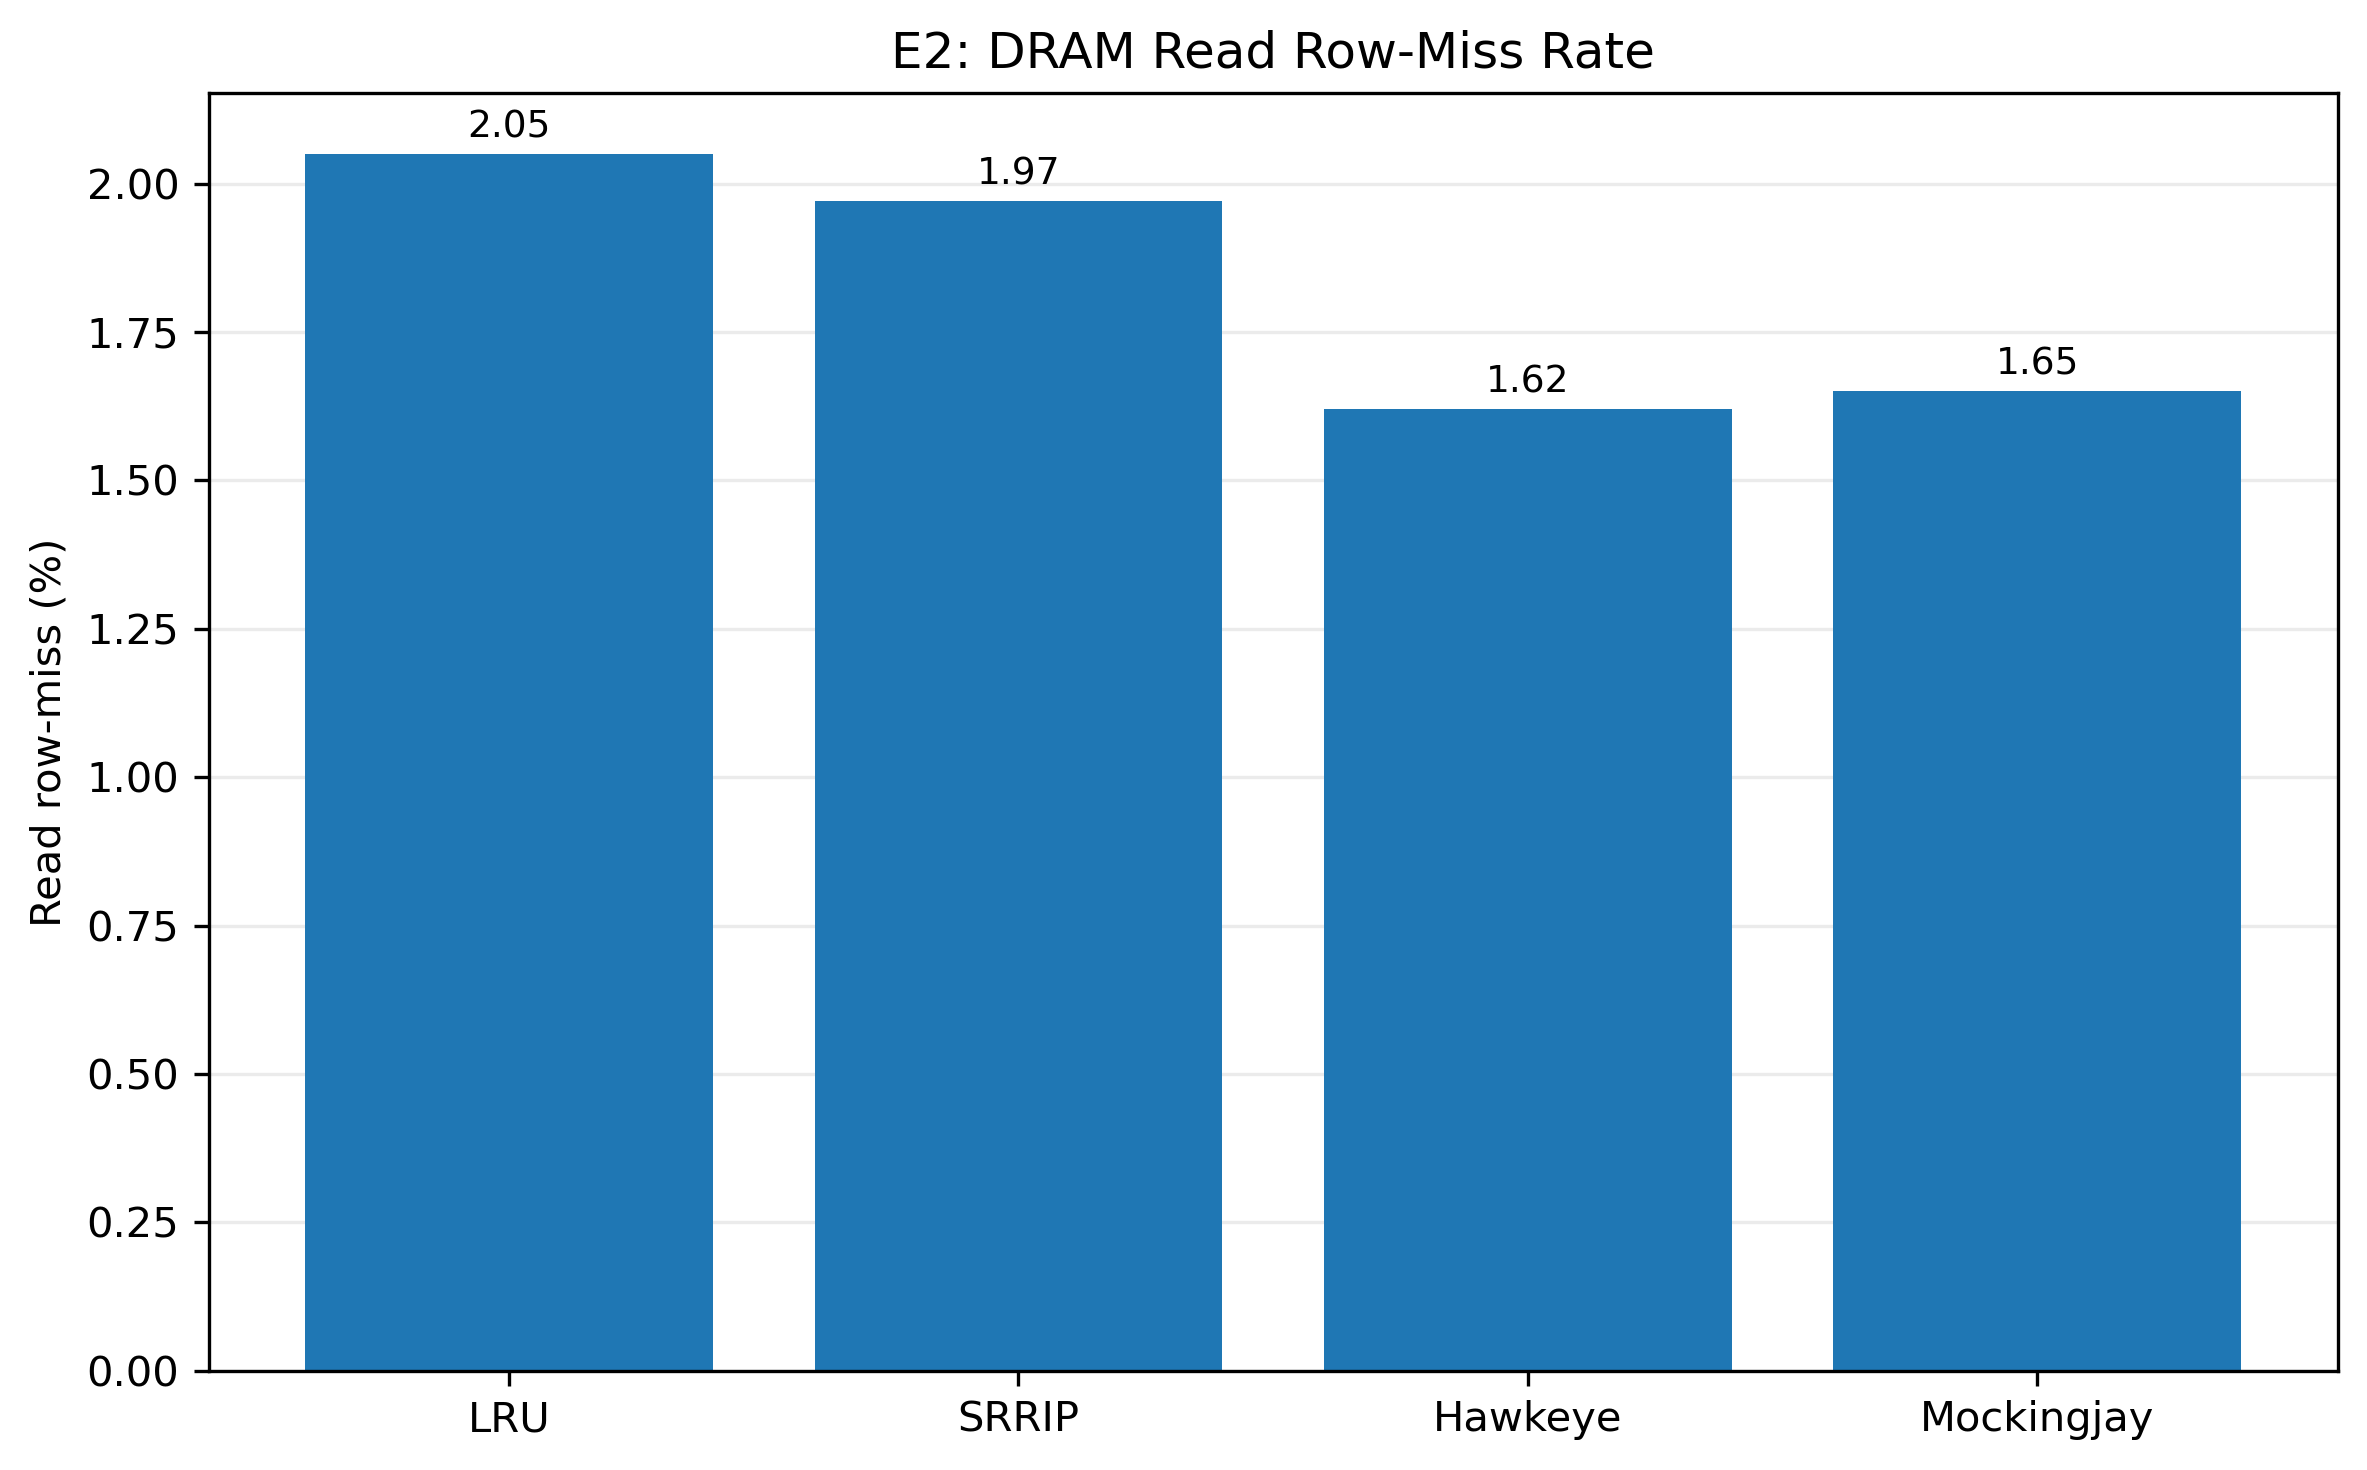 E2: DRAM Read Row-Miss Rate
Read row-miss (%)
2.00
1.75
1.50
1.25
1.00
0.75
0.50
0.25
0.00
2.05
1.97
1.62
1.65
LRU
SRRIP
Hawkeye
Mockingjay